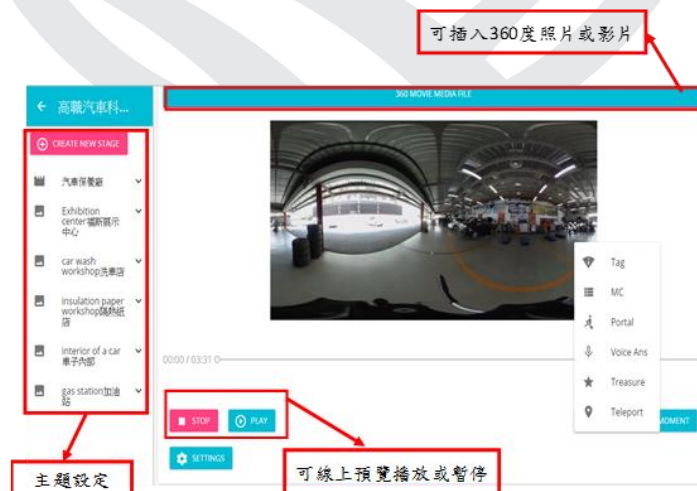 可插入360度照片或影片
高職汽車科...
360 MOVIE MEDIA FILE
CREATE NEW STAGE
汽車保養廠
Exhibition
center福斯展示
中心
car wash
workshop洗車店
insulation paper
workshop隔熱紙
店
interior of a car
車子內部
gas station加油
站
Tag
MC
Portal
Voice Ans
Treasure
Teleport
00:00 / 03:31
STOP
PLAY
MOMENT
SETTINGS
主題設定
可線上預覽播放或暫停